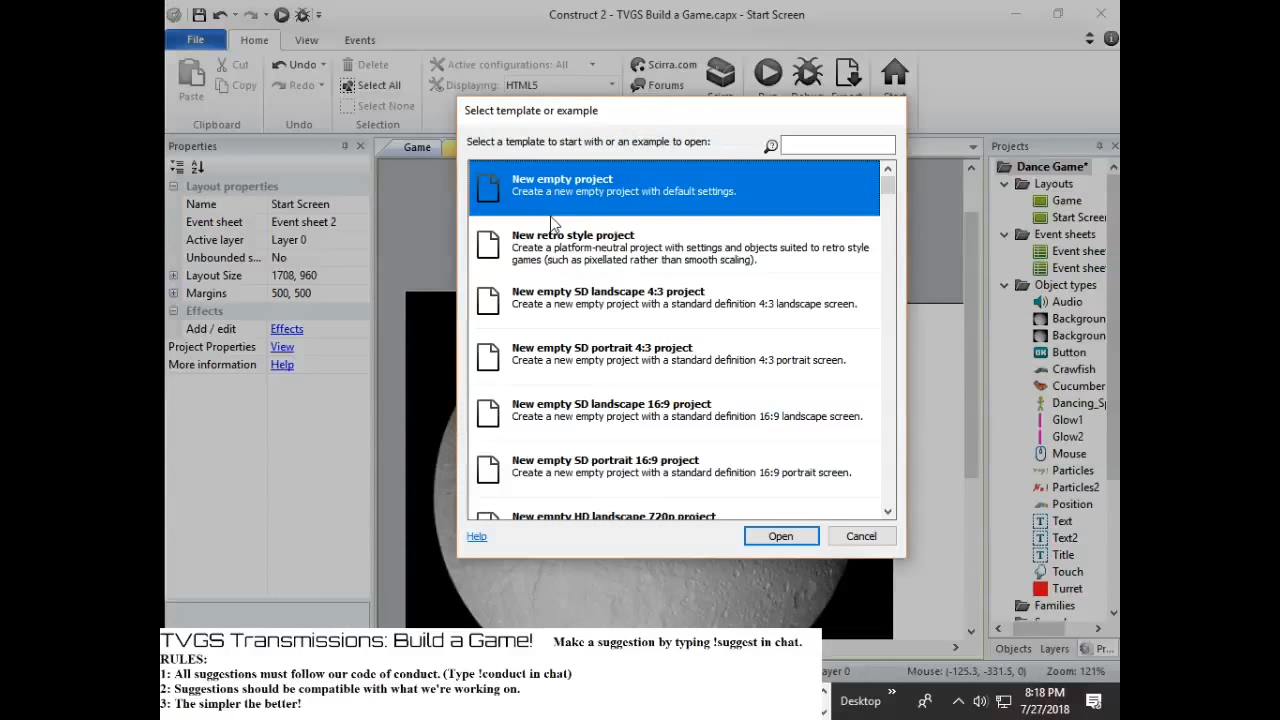 Construct 2 - TVGS Build a Game.capx - Start Screen
File
Home
View
Events
Paste
Cut
Copy
Clipboard
Undo
Redo
Undo
Delete
Select All
Select None
Selection
Active configurations: All
Displaying: HTML5
Scirra.com
Forums
Properties
Layout properties
Name Start Screen
Event sheet Event sheet 2
Active layer Layer 0
Unbounded s... No
Layout Size 1708, 960
Margins 500, 500
Effects
Add / edit Effects
Project Properties View
More information Help
Game
Select template or example
Select a template to start with or an example to open:
New empty project
Create a new empty project with default settings.
New retro style project
Create a platform-neutral project with settings and objects suited to retro style
games (such as pixellated rather than smooth scaling).
New empty SD landscape 4:3 project
Create a new empty project with a standard definition 4:3 landscape screen.
New empty SD portrait 4:3 project
Create a new empty project with a standard definition 4:3 portrait screen.
New empty SD landscape 16:9 project
Create a new empty project with a standard definition 16:9 landscape screen.
New empty SD portrait 16:9 project
Create a new empty project with a standard definition 16:9 portrait screen.
New empty HD landscape 720p project
Help
Open
Cancel
Projects
Dance Game*
Layouts
Game
Start Screen
Event sheets
Event shee
Event shee
Object types
Audio
Backgroun
Backgroun
Button
Crawfish
Cucumber
Dancing_Sp
Glow1
Glow2
Mouse
Particles
Particles2
Position
Text
Text2
Title
Touch
Turret
Families
Objects Layers Pr...
ayer 0 Mouse: (-125.3, -331.5, 0) Zoom: 121%
TVGS Transmissions: Build a Game! Make a suggestion by typing !suggest in chat.
RULES:
1: All suggestions must follow our code of conduct. (Type !conduct in chat)
2: Suggestions should be compatible with what we're working on.
3: The simpler the better!
Desktop
8:18 PM
7/27/2018